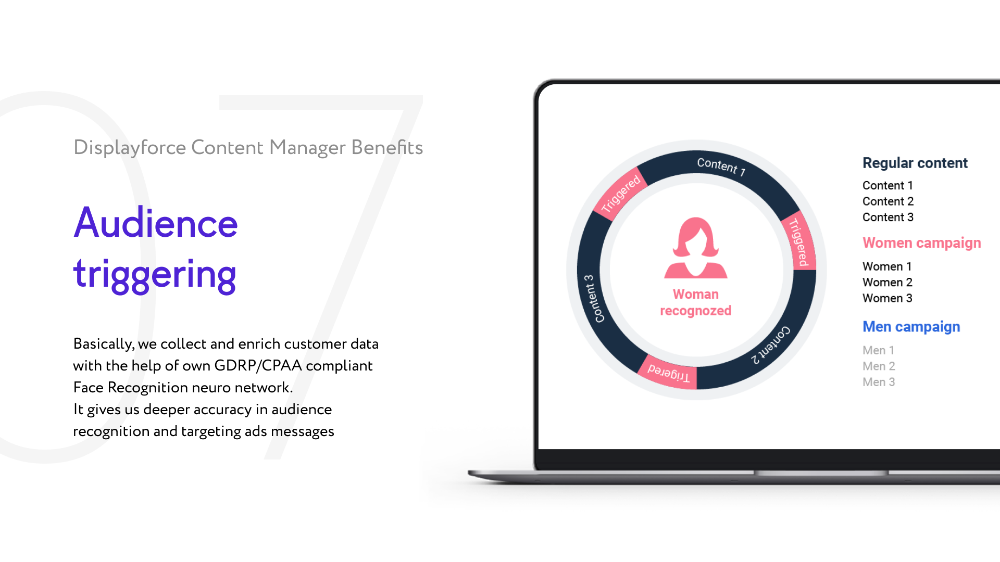 07
Displayforce Content Manager Benefits
Audience
triggering
Basically, we collect and enrich customer data
with the help of own GDRP/CPAA compliant
Face Recognition neuro network.
It gives us deeper accuracy in audience
recognition and targeting ads messages
Content 1
Triggered
Content 2
Trigered
Content 3
Triggered
Woman
recognozed
Regular content
Content 1
Content 2
Content 3
Women campaign
Women 1
Women 2
Women 3
Men campaign
Men 1
Men 2
Men 3